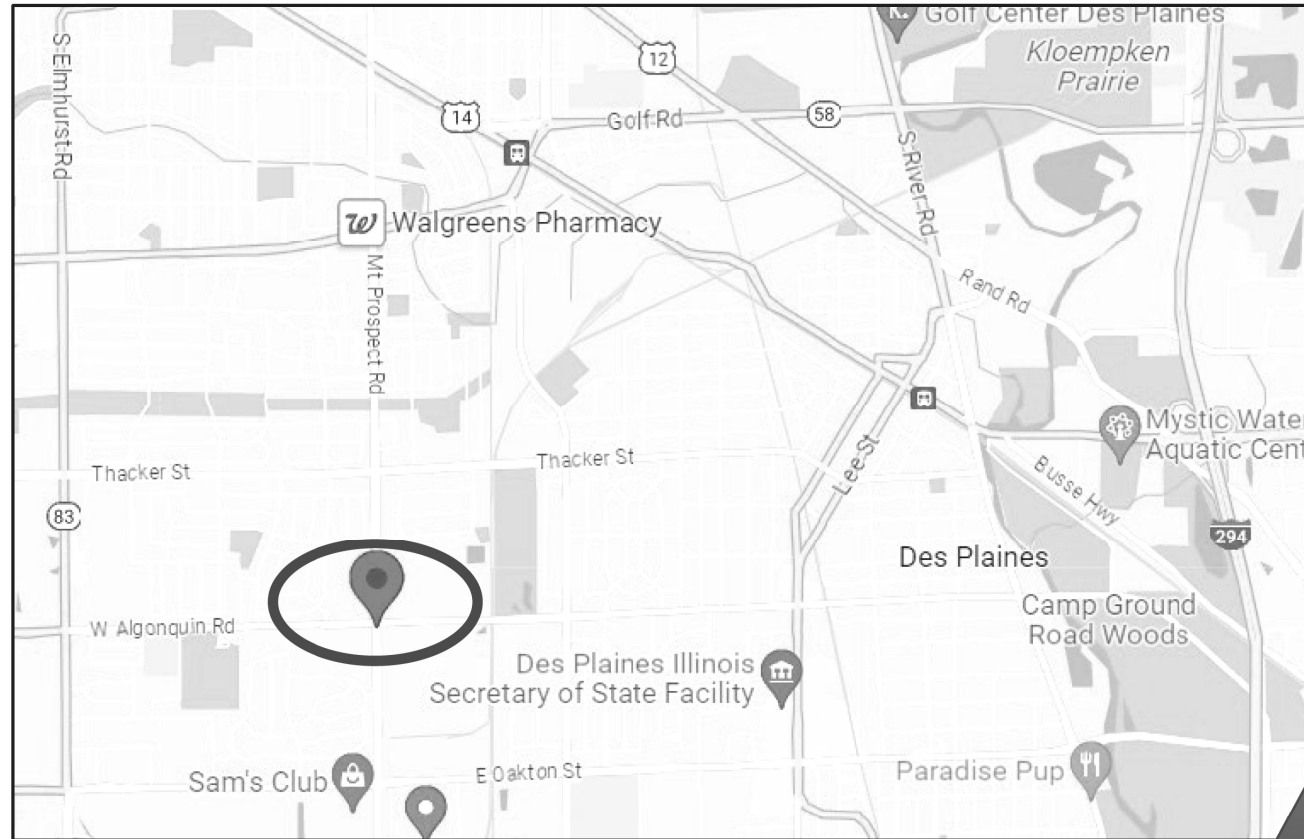 K.
Golf Center Des Plaines
Kloempken
Prairie
S Elmhurst Rd
12
14
Golf Rd
58
S River Rd
W
Walgreens Pharmacy
Mt Prospect Rd
Rand Rd
Mystic Water
Aquatic Cent
Thacker St
Thacker St
Lee St
Busse Hwy
83
294
Des Plaines
W Algonquin Rd
Camp Ground
Road Woods
Des Plaines Illinois
Secretary of State Facility
Sam's Club
E Oakton St
Paradise Pup